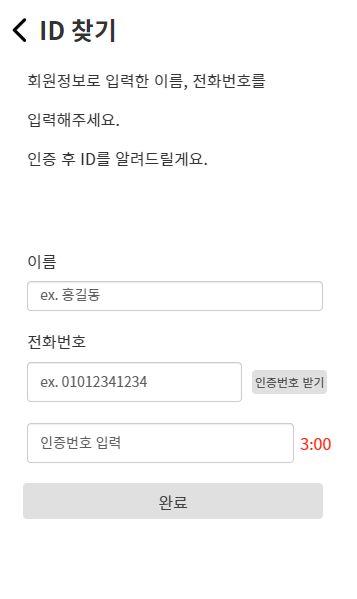 ID 찾기
회원정보로 입력한 이름, 전화번호를
입력해주세요.
인증 후 ID를 알려드릴게요.
이름
ex. 홍길동
전화번호
ex. 01012341234
인증번호 받기
인증번호 입력
3:00
완료